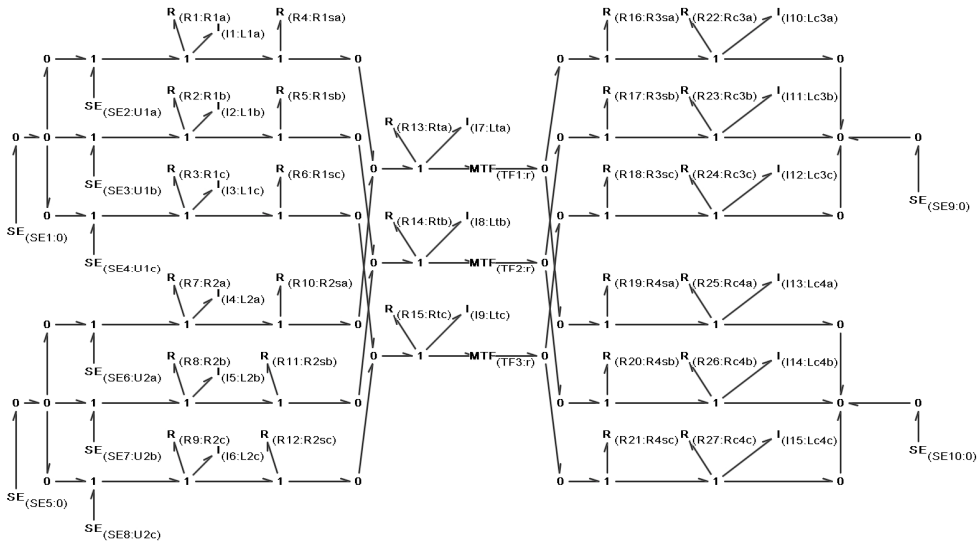 R (R1:R1a) I (I1:L1a) R (R4:R1sa) R (R16:R3sa) R (R22:Rc3a) I (I10:Lc3a)
0 1 1 1 0 0 1 1 0
SE (SE2:U1a) R (R2:R1b) I (I2:L1b) R (R5:R1sb) R (R17:R3sb) R (R23:Rc3b) I (I11:Lc3b)
R (R13:Rta) I (I7:Lta)
0 0 1 1 1 0 0 1 1 0 0
0 1 MTF (TF1:r) 0
SE (SE3:U1b) R (R3:R1c) I (I3:L1c) R (R6:R1sc) R (R18:R3sc) R (R24:Rc3c) I (I12:Lc3c)
SE (SE9:0)
0 1 1 1 0 0 1 1 0
SE (SE1:0) R (R14:Rtb) I (I8:Ltb)
SE (SE4:U1c) 0 1 MTF (TF2:r) 0
R (R7:R2a) I (I4:L2a) R (R10:R2sa) R (R19:R4sa) R (R25:Rc4a) I (I13:Lc4a)
R (R15:Rtc) I (I9:Ltc)
0 1 1 1 0 0 1 1 0
0 1 MTF (TF3:r) 0
SE (SE6:U2a) R (R8:R2b) I (I5:L2b) R (R11:R2sb) R (R20:R4sb) R (R26:Rc4b) I (I14:Lc4b)
0 0 1 1 1 0 0 1 1 0 0
SE (SE7:U2b) R (R9:R2c) I (I6:L2c) R (R12:R2sc) R (R21:R4sc) R (R27:Rc4c) I (I15:Lc4c)
SE (SE10:0)
0 1 1 1 0 0 1 1 0
SE (SE5:0)
SE (SE8:U2c)